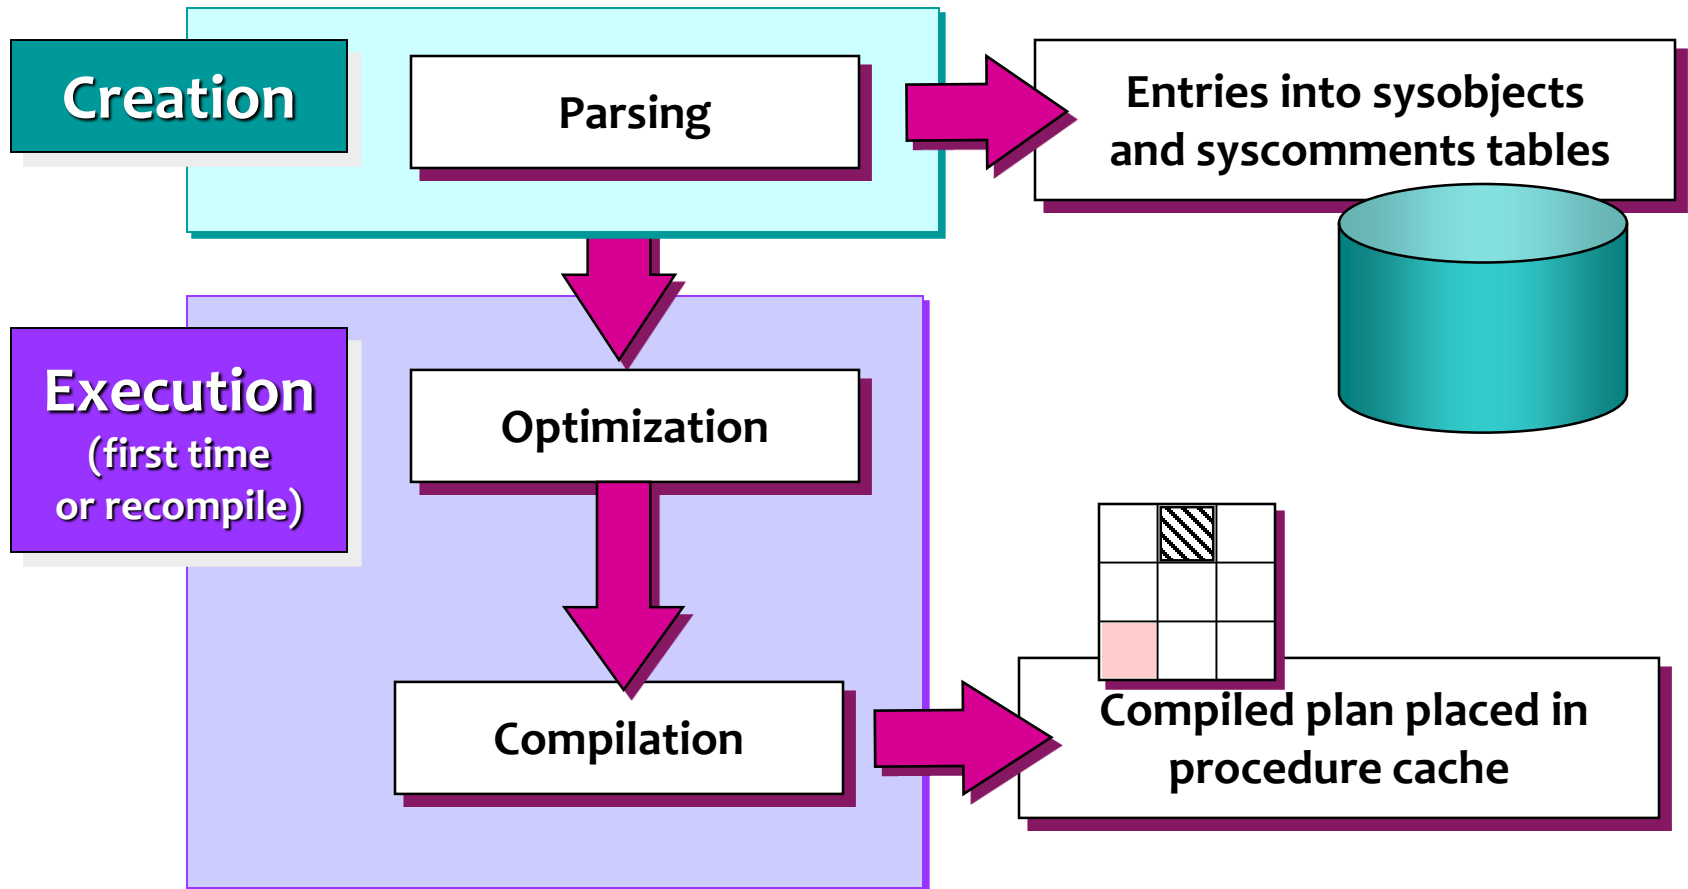 Creation
Parsing
Entries into sysobjects
and syscomments tables
Execution
(first time
or recompile)
Optimization
Compilation
Compiled plan placed in
procedure cache